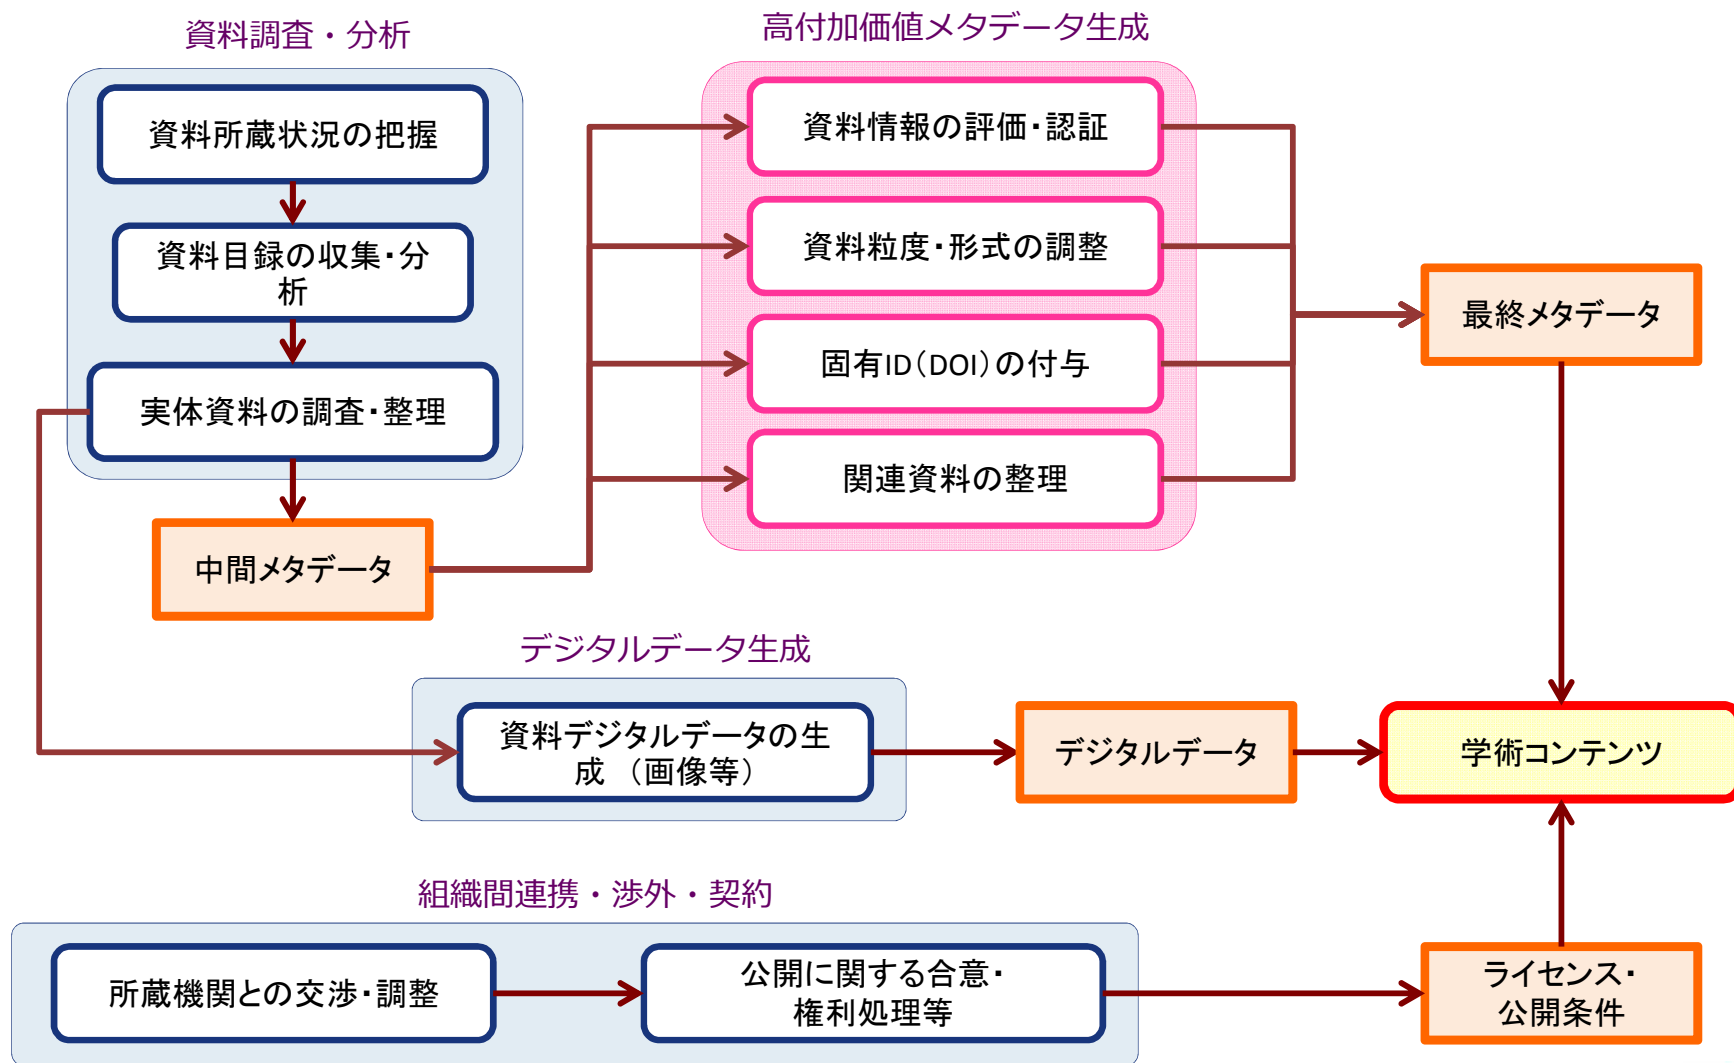 資料調査・分析
資料所蔵状況の把握
資料目録の収集・分
析
実体資料の調査・整理
中間メタデータ
高付加価値メタデータ生成
資料情報の評価・認証
資料粒度・形式の調整
固有ID（DOI）の付与
関連資料の整理
最終メタデータ
デジタルデータ生成
資料デジタルデータの生
成 （画像等）
デジタルデータ
学術コンテンツ
組織間連携・渉外・契約
所蔵機関との交渉・調整
公開に関する合意・
権利処理等
ライセンス・
公開条件